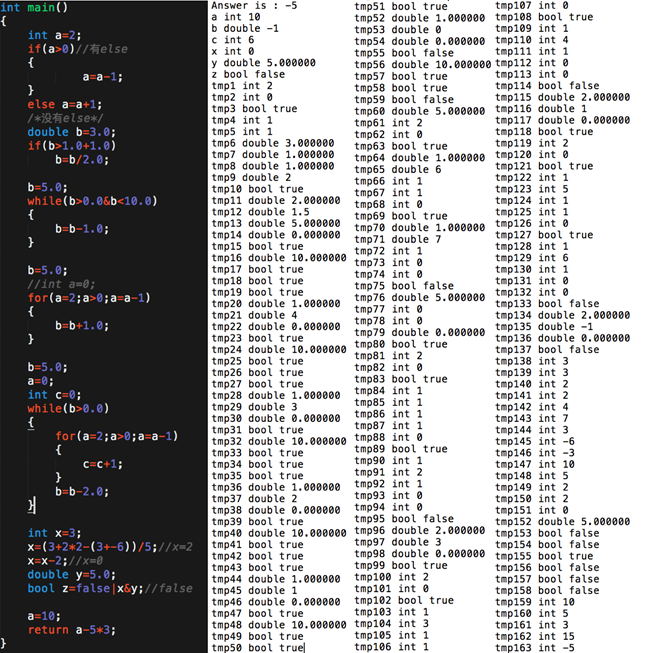 int main()
{
int a=2;
if(a>0)//有else
{
a=a-1;
}
else a=a+1;
/*没有else*/
double b=3.0;
if(b>1.0+1.0)
b=b/2.0;
b=5.0;
while(b>0.0&b<10.0)
{
b=b-1.0;
}
b=5.0;
//int a=0;
for(a=2;a>0;a=a-1)
{
b=b+1.0;
}
b=5.0;
a=0;
int c=0;
while(b>0.0)
{
for(a=2;a>0;a=a-1)
{
c=c+1;
}
b=b-2.0;
}
int x=3;
x=(3+2*2-(3+-6))/5;//x=2
x=x-2;//x=0
double y=5.0;
bool z=false|x&y;//false
a=10;
return a-5*3;
}
Answer is : -5
a int 10
b double -1
c int 6
x int 0
y double 5.000000
z bool false
tmp1 int 2
tmp2 int 0
tmp3 bool true
tmp4 int 1
tmp5 int 1
tmp6 double 3.000000
tmp7 double 1.000000
tmp8 double 1.000000
tmp9 double 2
tmp10 bool true
tmp11 double 2.000000
tmp12 double 1.5
tmp13 double 5.000000
tmp14 double 0.000000
tmp15 bool true
tmp16 double 10.000000
tmp17 bool true
tmp18 bool true
tmp19 bool true
tmp20 double 1.000000
tmp21 double 4
tmp22 double 0.000000
tmp23 bool true
tmp24 double 10.000000
tmp25 bool true
tmp26 bool true
tmp27 bool true
tmp28 double 1.000000
tmp29 double 3
tmp30 double 0.000000
tmp31 bool true
tmp32 double 10.000000
tmp33 bool true
tmp34 bool true
tmp35 bool true
tmp36 double 1.000000
tmp37 double 2
tmp38 double 0.000000
tmp39 bool true
tmp40 double 10.000000
tmp41 bool true
tmp42 bool true
tmp43 bool true
tmp44 double 1.000000
tmp45 double 1
tmp46 double 0.000000
tmp47 bool true
tmp48 double 10.000000
tmp49 bool true
tmp50 bool true
tmp51 bool true
tmp52 double 1.000000
tmp53 double 0
tmp54 double 0.000000
tmp55 bool false
tmp56 double 10.000000
tmp57 bool true
tmp58 bool true
tmp59 bool false
tmp60 double 5.000000
tmp61 int 2
tmp62 int 0
tmp63 bool true
tmp64 double 1.000000
tmp65 double 6
tmp66 int 1
tmp67 int 1
tmp68 int 0
tmp69 bool true
tmp70 double 1.000000
tmp71 double 7
tmp72 int 1
tmp73 int 0
tmp74 int 0
tmp75 bool false
tmp76 double 5.000000
tmp77 int 0
tmp78 int 0
tmp79 double 0.000000
tmp80 bool true
tmp81 int 2
tmp82 int 0
tmp83 bool true
tmp84 int 1
tmp85 int 1
tmp86 int 1
tmp87 int 1
tmp88 int 0
tmp89 bool true
tmp90 int 1
tmp91 int 2
tmp92 int 1
tmp93 int 0
tmp94 int 0
tmp95 bool false
tmp96 double 2.000000
tmp97 double 3
tmp98 double 0.000000
tmp99 bool true
tmp100 int 2
tmp101 int 0
tmp102 bool true
tmp103 int 1
tmp104 int 3
tmp105 int 1
tmp106 int 1
tmp107 int 0
tmp108 bool true
tmp109 int 1
tmp110 int 4
tmp111 int 1
tmp112 int 0
tmp113 int 0
tmp114 bool false
tmp115 double 2.000000
tmp116 double 1
tmp117 double 0.000000
tmp118 bool true
tmp119 int 2
tmp120 int 0
tmp121 bool true
tmp122 int 1
tmp123 int 5
tmp124 int 1
tmp125 int 1
tmp126 int 0
tmp127 bool true
tmp128 int 1
tmp129 int 6
tmp130 int 1
tmp131 int 0
tmp132 int 0
tmp133 bool false
tmp134 double 2.000000
tmp135 double -1
tmp136 double 0.000000
tmp137 bool false
tmp138 int 3
tmp139 int 3
tmp140 int 2
tmp141 int 2
tmp142 int 4
tmp143 int 7
tmp144 int 3
tmp145 int -6
tmp146 int -3
tmp147 int 10
tmp148 int 5
tmp149 int 2
tmp150 int 2
tmp151 int 0
tmp152 double 5.000000
tmp153 bool false
tmp154 bool false
tmp155 bool true
tmp156 bool false
tmp157 bool false
tmp158 bool false
tmp159 int 10
tmp160 int 5
tmp161 int 3
tmp162 int 15
tmp163 int -5